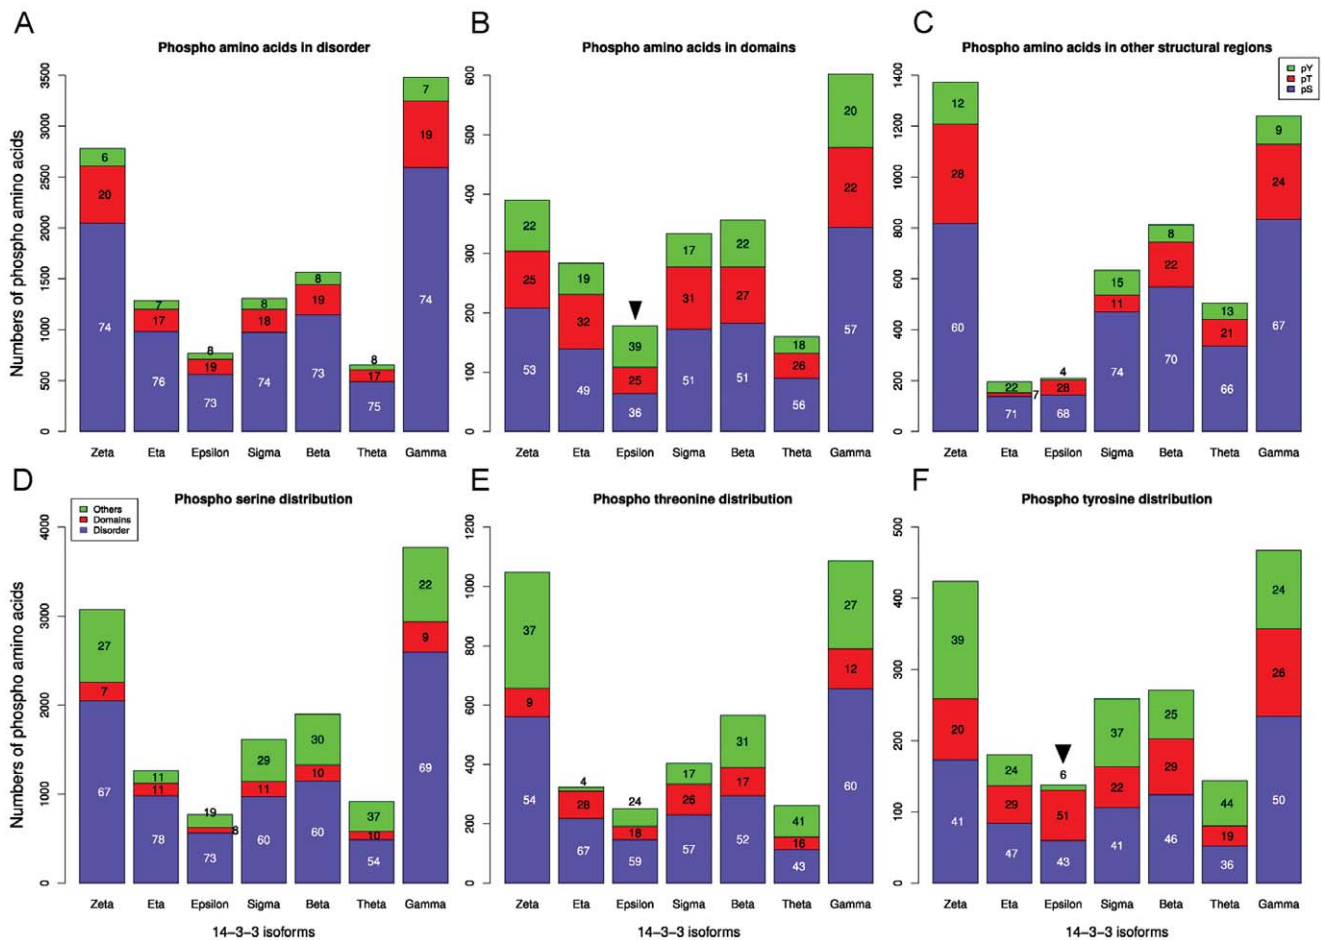 A
Phospho amino acids in disorder
Numbers of phospho amino acids
0 500 1000 1500 2000 2500 3000 3500
6 7
20 19
74 7 17 76 8 19 73 8 18 74 8 19 73 8 17 75 74
Zeta Eta Epsilon Sigma Beta Theta Gamma
B
Phospho amino acids in domains
0 100 200 300 400 500 600
22 25 53 19 32 49 39 25 36 17 31 51 22 27 51 18 26 56 20 22 57
Zeta Eta Epsilon Sigma Beta Theta Gamma
C
Phospho amino acids in other structural regions
pY
pT
pS
0 200 400 600 800 1000 1200 1400
12 28 60 22 7 71 4 28 68 15 11 74 8 22 70 13 21 66 9 24 67
Zeta Eta Epsilon Sigma Beta Theta Gamma
D
Phospho serine distribution
Others
Domains
Disorder
Numbers of phospho amino acids
0 1000 2000 3000 4000
27 7 67 11 11 78 19 8 73 29 11 60 30 10 60 37 10 54 22 9 69
Zeta Eta Epsilon Sigma Beta Theta Gamma
14–3–3 isoforms
E
Phospho threonine distribution
0 200 400 600 800 1000 1200
37 9 54 4 28 67 24 18 59 17 26 57 31 17 52 41 16 43 27 12 60
Zeta Eta Epsilon Sigma Beta Theta Gamma
14–3–3 isoforms
F
Phospho tyrosine distribution
0 100 200 300 400 500
39 20 41 24 29 47 6 51 43 37 22 41 25 29 46 44 19 36 24 26 50
Zeta Eta Epsilon Sigma Beta Theta Gamma
14–3–3 isoforms